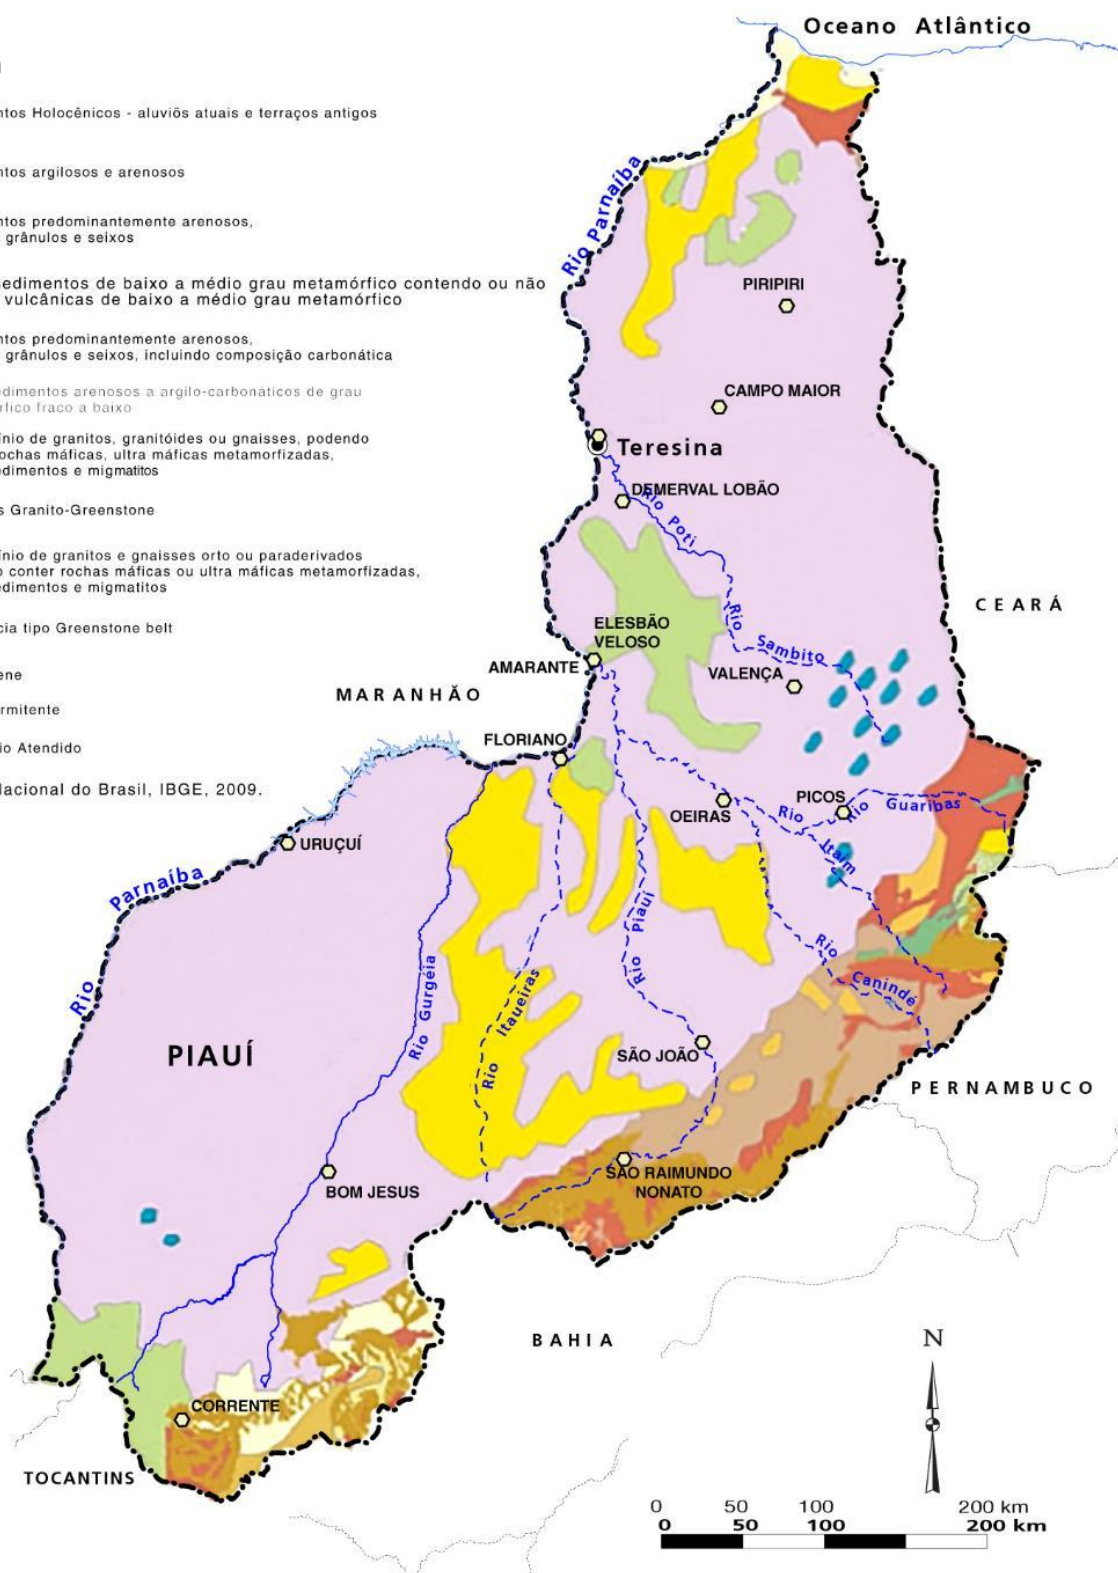 Oceano Atlântico
ntos Holocênicos - aluviõs atuais e terraços antigos
ntos argilosos e arenosos
ntos predominantemente arenosos,
grânulos e seixos
sedimentos de baixo a médio grau metamórfico contendo ou não
vulcânicas de baixo a médio grau metamórfico
ntos predominantemente arenosos,
grânulos e seixos, incluindo composição carbonática
edimentos arenosos a argilo-carbonáticos de grau
rfico fraco a baixo
ínio de granitos, granitóides ou gnaisses, podendo
rochas máficas, ultra máficas metamorfizadas,
edimentos e migmatitos
s Granito-Greenstone
ínio de granitos e gnaisses orto ou paraderivados
o conter rochas máficas ou ultra máficas metamorfizadas,
edimentos e migmatitos
cia tipo Greenstone belt
ene
rmitente
io Atendido
Nacional do Brasil, IBGE, 2009.
Rio Parnaíba
PIRIPIRI
CAMPO MAIOR
Teresina
DEMERVAL LOBÃO
Rio Poti
CEARÁ
ELESBÃO
VELOSO
Rio Sambito
AMARANTE
VALENÇA
MARANHÃO
FLORIANO
PICOS
OEIRAS
Rio Guaribas
Rio Itaim
URUÇUÍ
Rio Parnaíba
Rio Piauí
Rio Canindé
Rio Gurgéia
Rio Itaueiras
PIAUÍ
SÃO JOÃO
PERNAMBUCO
SÃO RAIMUNDO
NONATO
BOM JESUS
BAHIA
N
CORRENTE
TOCANTINS
0 50 100 200 km
0 50 100 200 km